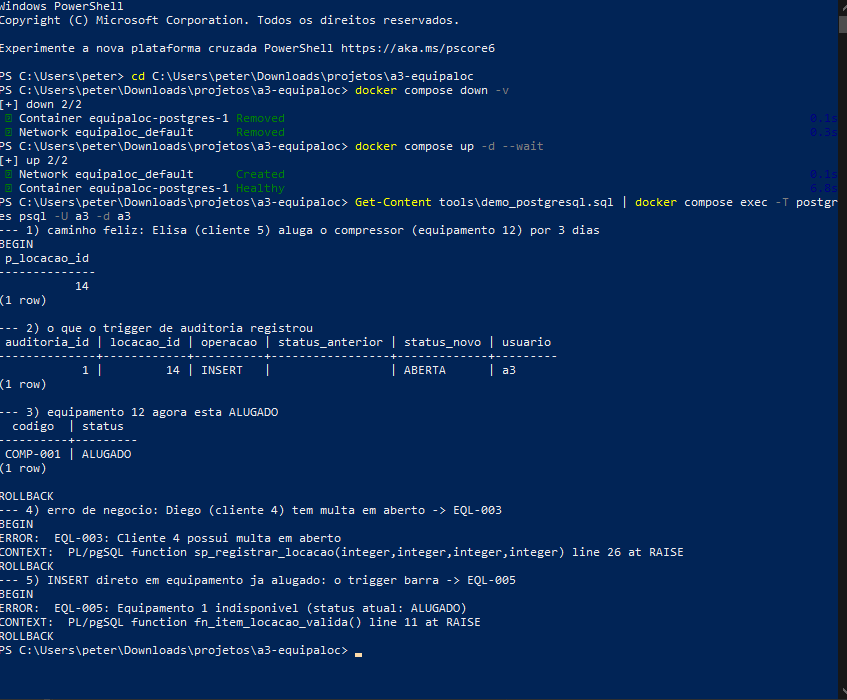 Windows PowerShell
Copyright (C) Microsoft Corporation. Todos os direitos reservados.
Experimente a nova plataforma cruzada PowerShell https://aka.ms/pscore6
PS C:\Users\peter> cd C:\Users\peter\Downloads\projetos\a3-equipaloc
PS C:\Users\peter\Downloads\projetos\a3-equipaloc> docker compose down -v
[+] down 2/2
Container equipaloc-postgres-1 Removed 0.1s
Network equipaloc_default Removed 0.3s
PS C:\Users\peter\Downloads\projetos\a3-equipaloc> docker compose up -d --wait
[+] up 2/2
Network equipaloc_default Created 0.1s
Container equipaloc-postgres-1 Healthy 6.8s
PS C:\Users\peter\Downloads\projetos\a3-equipaloc> Get-Content tools\demo_postgresql.sql | docker compose exec -T postgr
es psql -U a3 -d a3
--- 1) caminho feliz: Elisa (cliente 5) aluga o compressor (equipamento 12) por 3 dias
BEGIN
 p_locacao_id
--------------
           14
(1 row)
--- 2) o que o trigger de auditoria registrou
 auditoria_id | locacao_id | operacao | status_anterior | status_novo | usuario
--------------+------------+----------+-----------------+-------------+---------
            1 |         14 | INSERT   |                 | ABERTA      | a3
(1 row)
--- 3) equipamento 12 agora esta ALUGADO
  codigo  | status
----------+---------
 COMP-001 | ALUGADO
(1 row)
ROLLBACK
--- 4) erro de negocio: Diego (cliente 4) tem multa em aberto -> EQL-003
BEGIN
ERROR:  EQL-003: Cliente 4 possui multa em aberto
CONTEXT:  PL/pgSQL function sp_registrar_locacao(integer,integer,integer,integer) line 26 at RAISE
ROLLBACK
--- 5) INSERT direto em equipamento ja alugado: o trigger barra -> EQL-005
BEGIN
ERROR:  EQL-005: Equipamento 1 indisponivel (status atual: ALUGADO)
CONTEXT:  PL/pgSQL function fn_item_locacao_valida() line 11 at RAISE
ROLLBACK
PS C:\Users\peter\Downloads\projetos\a3-equipaloc>